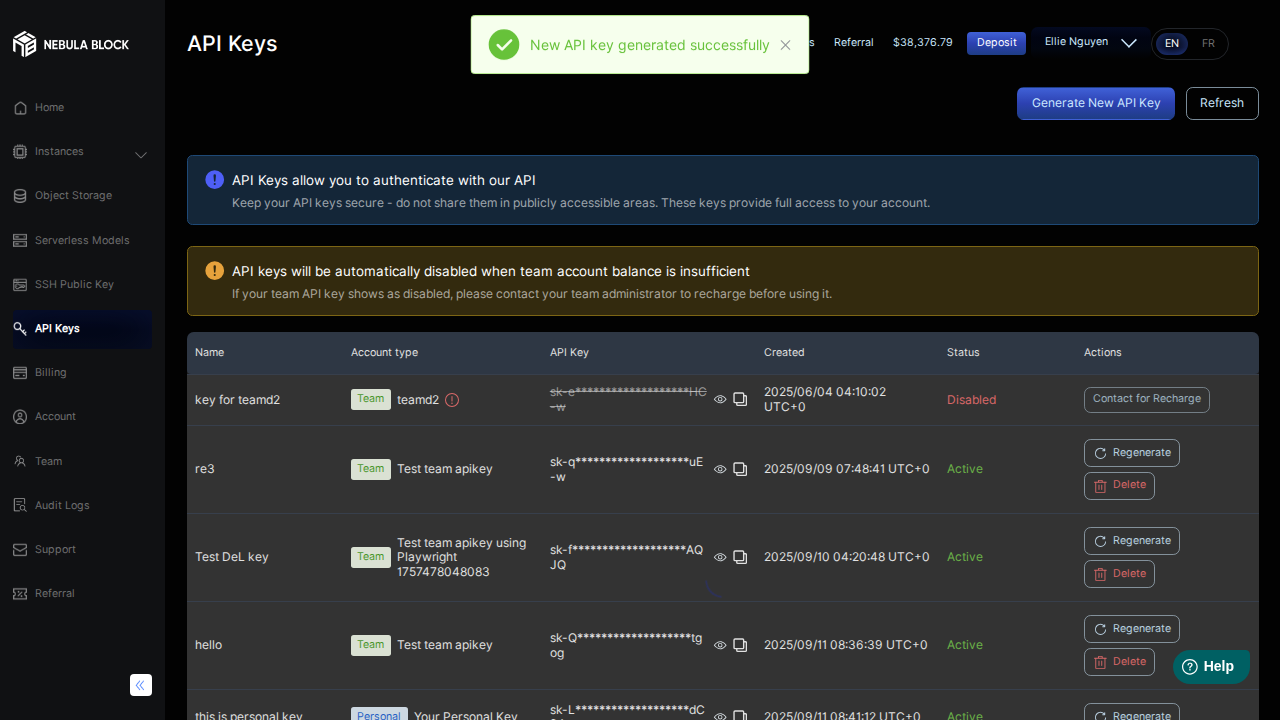 NEBULA BLOCK
Home
Instances
Object Storage
Serverless Models
SSH Public Key
API Keys
Billing
Account
Team
Audit Logs
Support
Referral
API Keys
New API key generated successfully
s
Referral
$38,376.79
Deposit
Ellie Nguyen
EN
FR
Generate New API Key
Refresh
API Keys allow you to authenticate with our API
Keep your API keys secure - do not share them in publicly accessible areas. These keys provide full access to your account.
API keys will be automatically disabled when team account balance is insufficient
If your team API key shows as disabled, please contact your team administrator to recharge before using it.
Name Account type API Key Created Status Actions
key for teamd2 Team teamd2 sk-e*******************HC 2025/06/04 04:10:02 Disabled Contact for Recharge
-w UTC+0
re3 Team Test team apikey sk-q*******************uE 2025/09/09 07:48:41 UTC+0 Active Regenerate
-w Delete
Test DeL key Team Test team apikey using sk-f*******************AQ 2025/09/10 04:20:48 UTC+0 Active Regenerate
Playwright JQ Delete
1757478048083
hello Team Test team apikey sk-Q*******************tg 2025/09/11 08:36:39 UTC+0 Active Regenerate
og Delete
this is personal key Personal Your Personal Key sk-L*******************dC 2025/09/11 08:41:12 UTC+0 Active Regenerate
Help